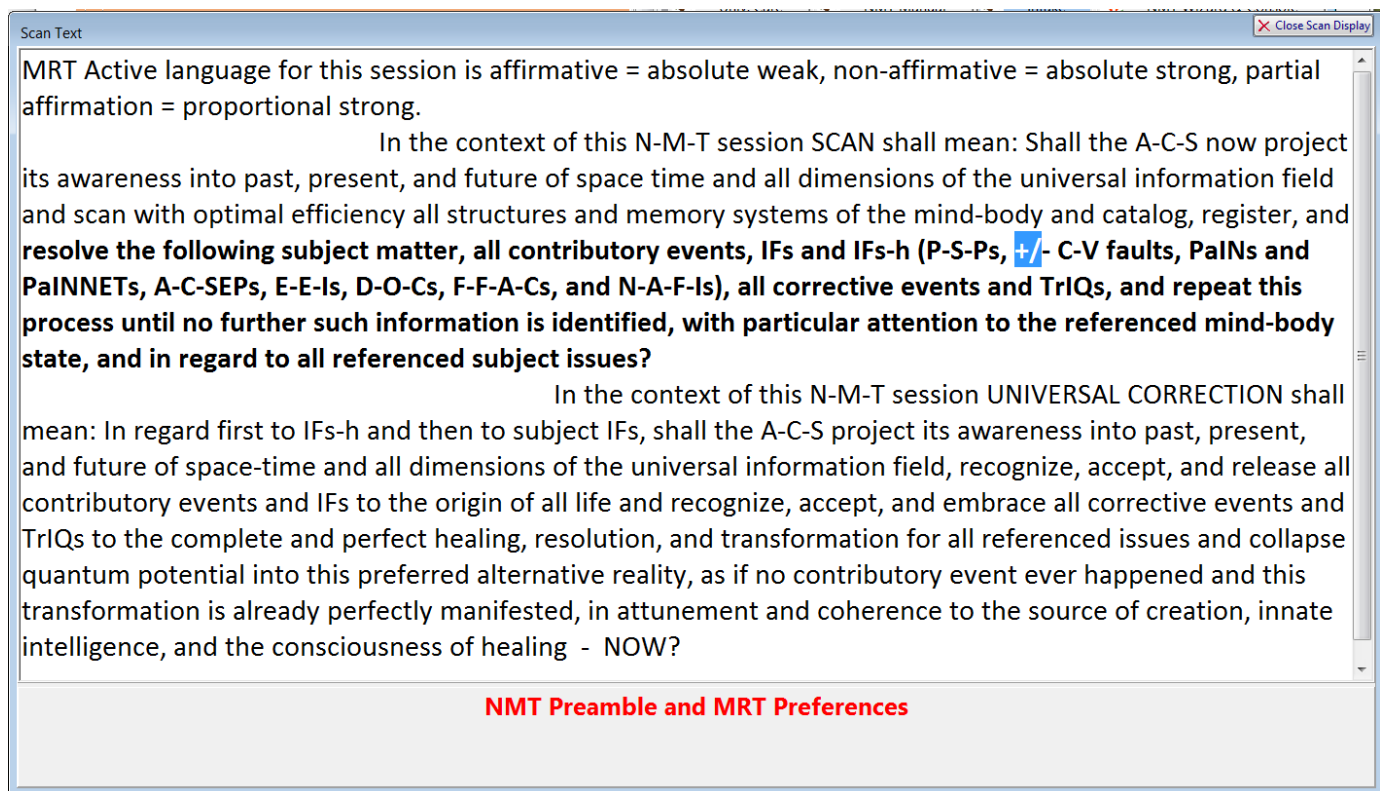 Scan Text
Close Scan Display
MRT Active language for this session is affirmative = absolute weak, non-affirmative = absolute strong, partial
affirmation = proportional strong.
In the context of this N-M-T session SCAN shall mean: Shall the A-C-S now project
its awareness into past, present, and future of space time and all dimensions of the universal information field
and scan with optimal efficiency all structures and memory systems of the mind-body and catalog, register, and
resolve the following subject matter, all contributory events, IFs and IFs-h (P-S-Ps, +/- C-V faults, PaINs and
PaINNETs, A-C-SEPs, E-E-Is, D-O-Cs, F-F-A-Cs, and N-A-F-Is), all corrective events and TrIQs, and repeat this
process until no further such information is identified, with particular attention to the referenced mind-body
state, and in regard to all referenced subject issues?
In the context of this N-M-T session UNIVERSAL CORRECTION shall
mean: In regard first to IFs-h and then to subject IFs, shall the A-C-S project its awareness into past, present,
and future of space-time and all dimensions of the universal information field, recognize, accept, and release all
contributory events and IFs to the origin of all life and recognize, accept, and embrace all corrective events and
TrIQs to the complete and perfect healing, resolution, and transformation for all referenced issues and collapse
quantum potential into this preferred alternative reality, as if no contributory event ever happened and this
transformation is already perfectly manifested, in attunement and coherence to the source of creation, innate
intelligence, and the consciousness of healing - NOW?
NMT Preamble and MRT Preferences